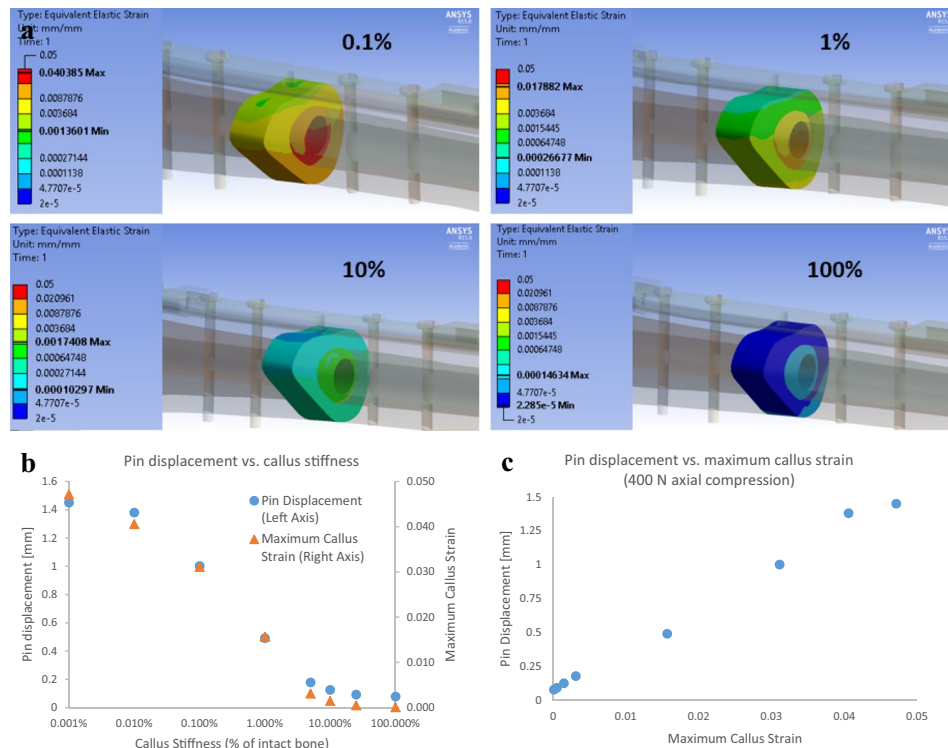 a
Type: Equivalent Elastic Strain
Unit: mm/mm
Time: 1
0.05
0.040385 Max
0.0087876
0.003684
0.0013601 Min
0.00027144
0.0001138
4.7707e-5
2e-5
0.1%
ANSYS
R15.0
Academic
Type: Equivalent Elastic Strain
Unit: mm/mm
Time: 1
0.05
0.017882 Max
0.003684
0.0015445
0.00064748
0.00026677 Min
0.0001138
4.7707e-5
2e-5
1%
ANSYS
R15.0
Academic
Type: Equivalent Elastic Strain
Unit: mm/mm
Time: 1
0.05
0.020961
0.0087876
0.003684
0.0017408 Max
0.00064748
0.00027144
0.00010297 Min
4.7707e-5
2e-5
10%
ANSYS
R15.0
Academic
Type: Equivalent Elastic Strain
Unit: mm/mm
Time: 1
0.05
0.020961
0.0087876
0.003684
0.0015445
0.00064748
0.00014634 Max
4.7707e-5
2.285e-5 Min
2e-5
100%
ANSYS
R15.0
Academic
b
Pin displacement vs. callus stiffness
Pin displacement [mm]
1.6
1.4
1.2
1
0.8
0.6
0.4
0.2
0
0.001%
0.010%
0.100%
1.000%
10.000%
100.000%
Callus Stiffness (% of intact bone)
Pin Displacement
(Left Axis)
Maximum Callus
Strain (Right Axis)
0.050
0.040
0.030
0.020
0.010
0.000
Maximum Callus Strain
c
Pin displacement vs. maximum callus strain
(400 N axial compression)
Pin Displacement [mm]
1.5
1.25
1
0.75
0.5
0.25
0
0
0.01
0.02
0.03
0.04
0.05
Maximum Callus Strain